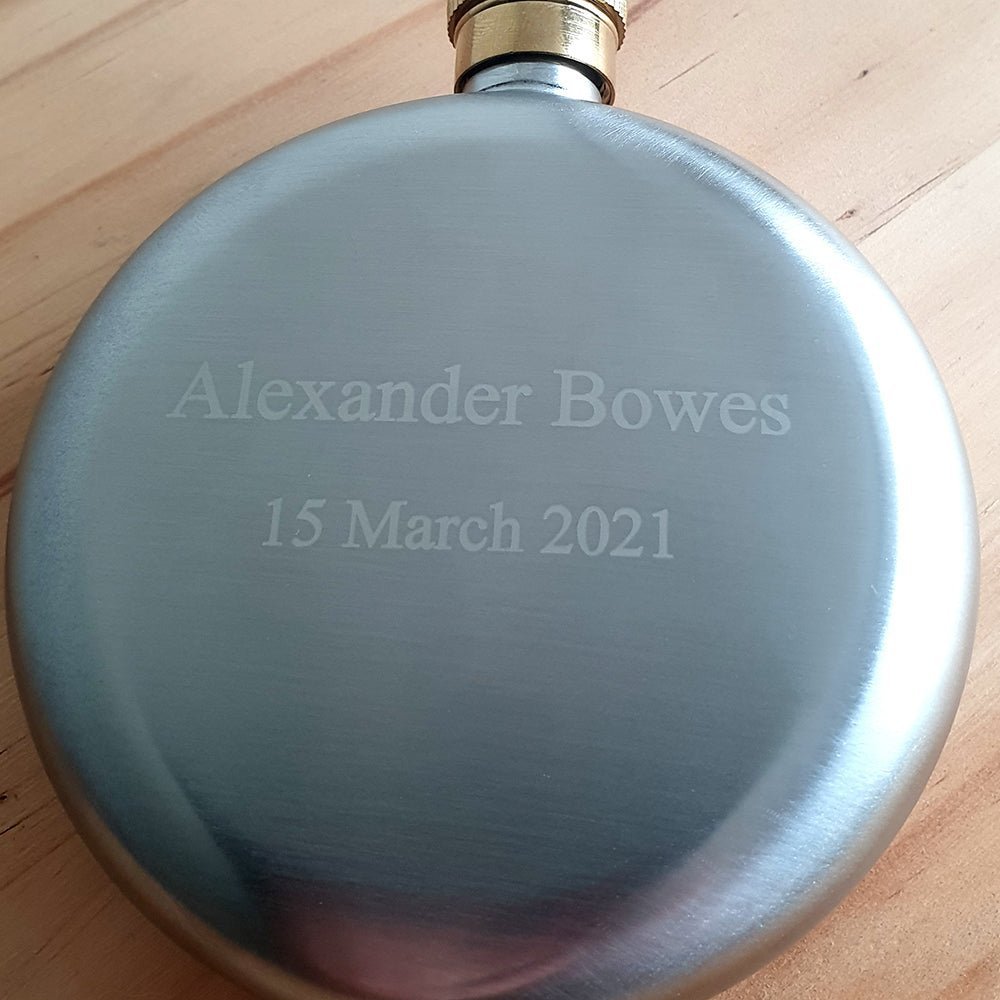 Alexander Bowes
15 March 2021